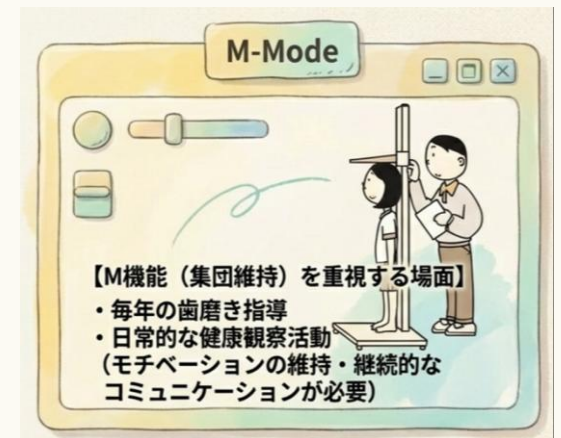 M-Mode
【M機能（集団維持）を重視する場面】
・毎年の歯磨き指導
・日常的な健康観察活動
（モチベーションの維持・継続的な
コミュニケーションが必要）